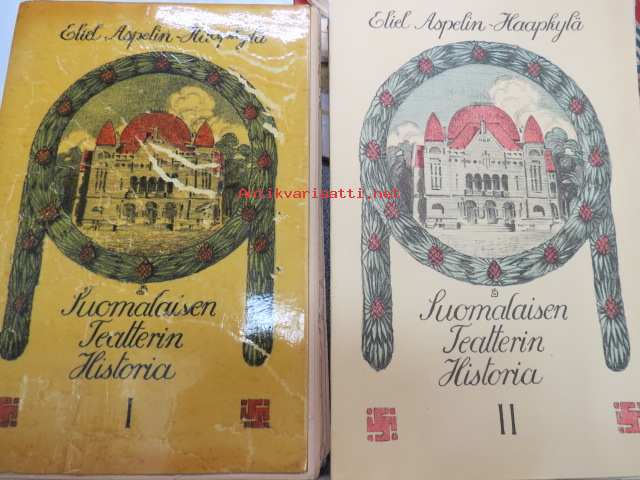 Eliel Aspelin-Haapkylä
Suomalaisen
Teatterin
Historia
I
Eliel Aspelin-Haapkylä
Suomalaisen
Teatterin
Historia
II
Antikvariaatti.net